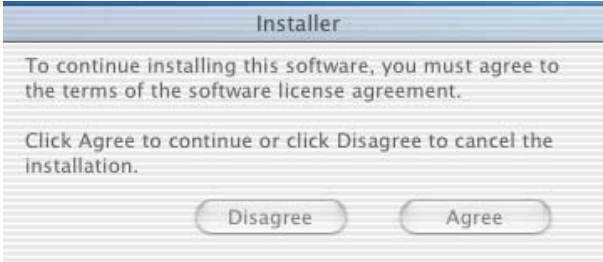 Installer
To continue installing this software, you must agree to
the terms of the software license agreement.
Click Agree to continue or click Disagree to cancel the
installation.
Disagree Agree